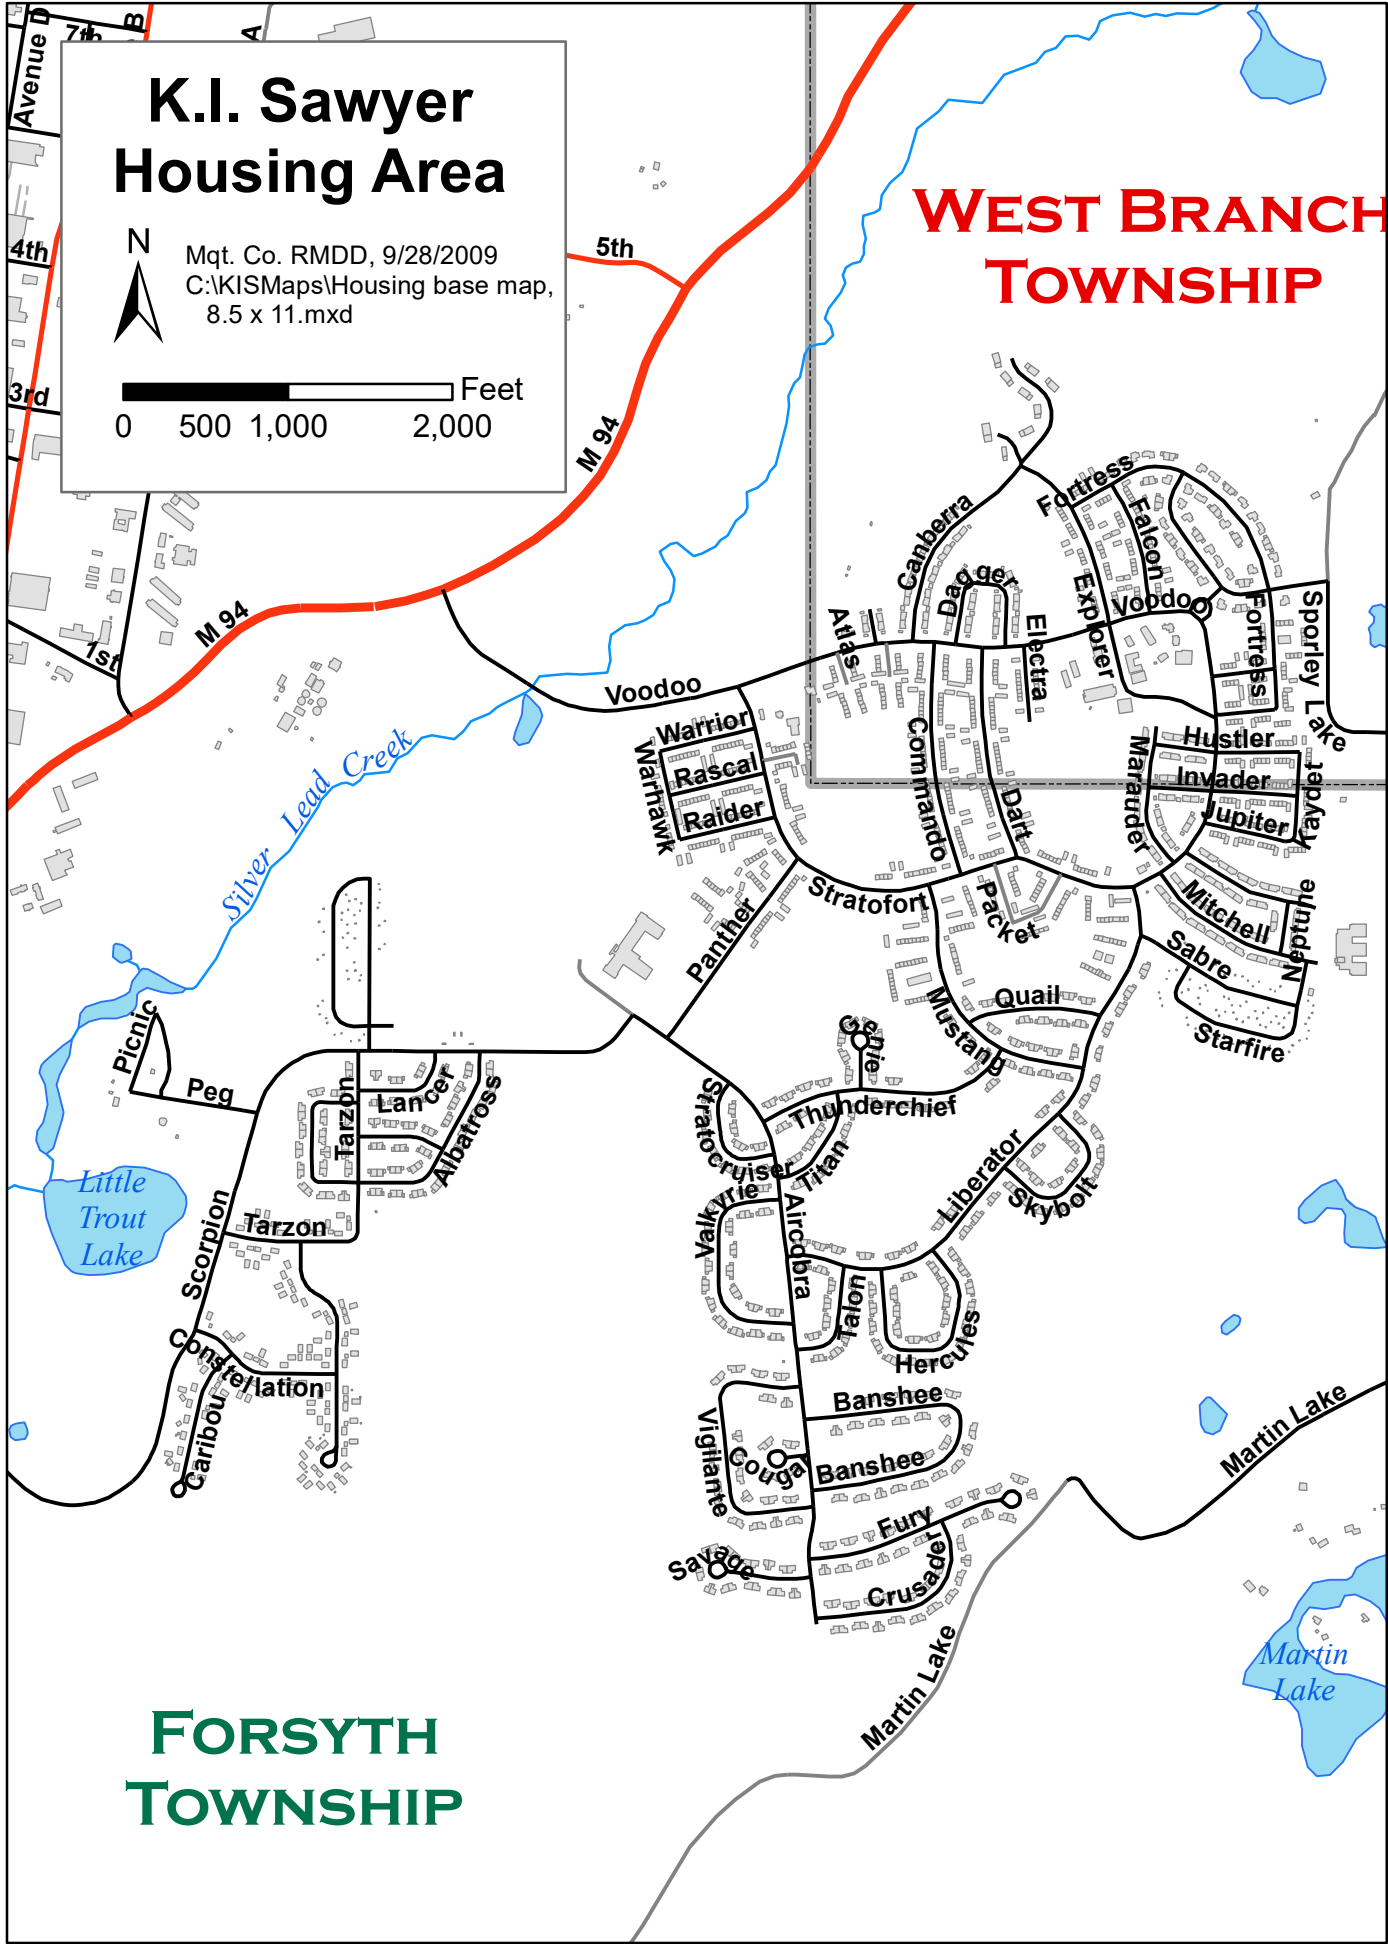 Avenue D
7th
B
A
K.I. Sawyer
Housing Area
N
Mqt. Co. RMDD, 9/28/2009
C:\KISMaps\Housing base map,
8.5 x 11.mxd
Feet
0 500 1,000 2,000
4th
3rd
5th
M 94
M 94
1st
WEST BRANCH
TOWNSHIP
Fortress
Falcon
Canberra
Dagger
Explorer
Voodoo
Fortress
Sporley Lake
Atlas
Electra
Voodoo
Warrior
Rascal
Raider
Warhawk
Commando
Dart
Marauder
Hustler
Invader
Jupiter
Kaydet
Silver Lead Creek
Stratofort
Packet
Panther
Mitchell
Neptune
Sabre
Starfire
Quail
Mustang
Genie
Picnic
Peg
Tarzon
Lancer
Albatross
Stratocruiser
Thunderchief
Titan
Liberator
Skybolt
Little
Trout
Lake
Scorpion
Tarzon
Valkyrie
Aircobra
Talon
Hercules
Constellation
Caribou
Banshee
Vigilante
Cougar
Banshee
Martin Lake
Fury
Savage
Crusader
Martin Lake
Martin
Lake
FORSYTH
TOWNSHIP